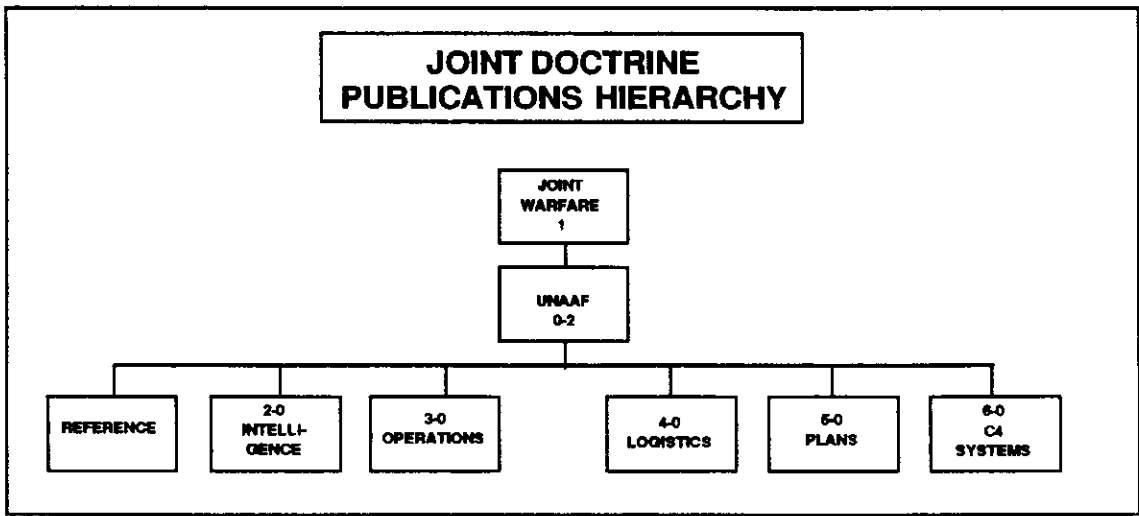 JOINT DOCTRINE
PUBLICATIONS HIERARCHY
JOINT
WARFARE
1
UNAAF
0-2
REFERENCE
2-0
INTELLI-
GENCE
3-0
OPERATIONS
4-0
LOGISTICS
5-0
PLANS
6-0
C4
SYSTEMS